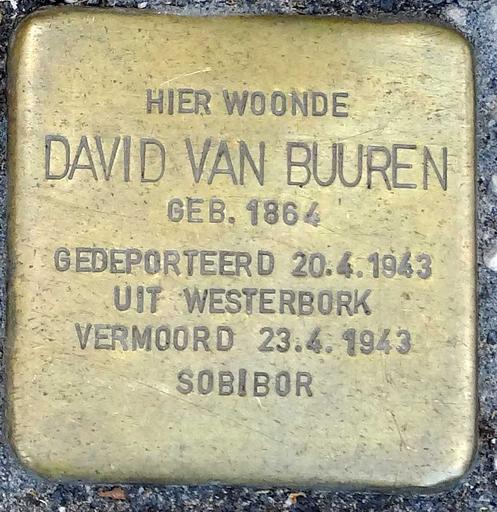 HIER WOONDE
DAVID VAN BUUREN
GEB. 1864
GEDEPORTEERD 20.4.1943
UIT WESTERBORK
VERMOORD 23.4.1943
SOBIBOR